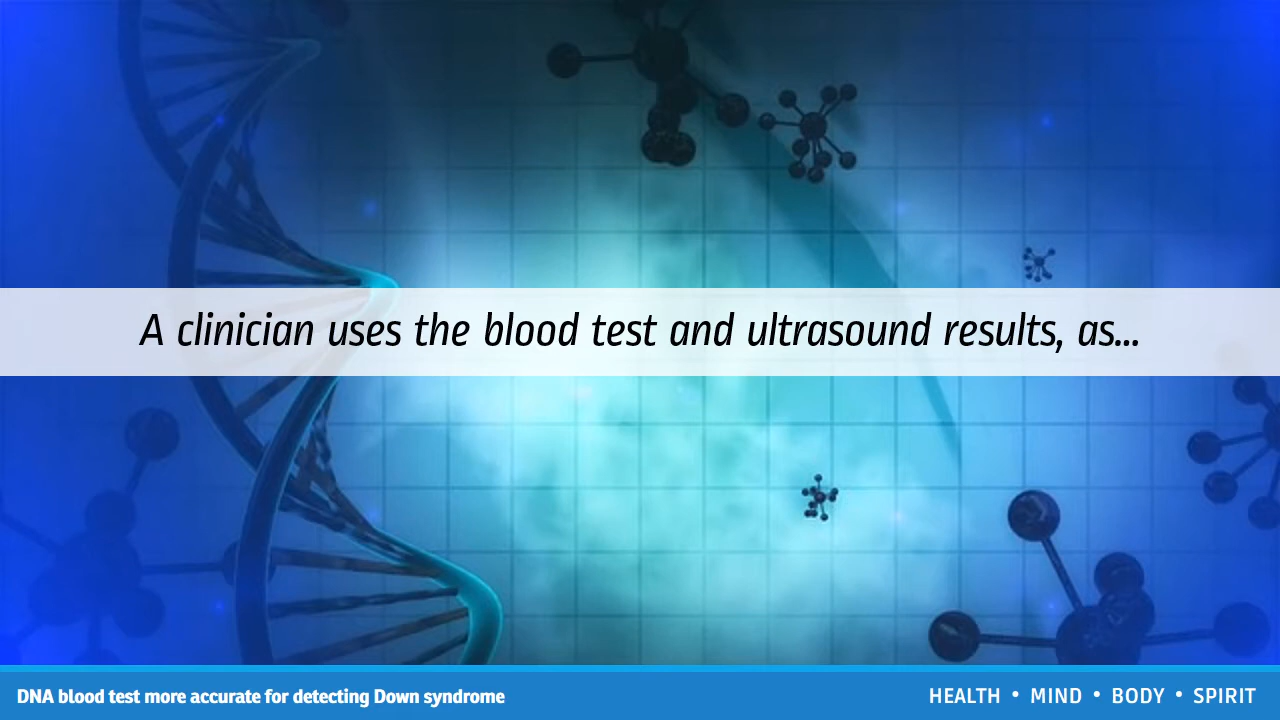 A clinician uses the blood test and ultrasound results, as...
DNA blood test more accurate for detecting Down syndrome
HEALTH • MIND • BODY • SPIRIT